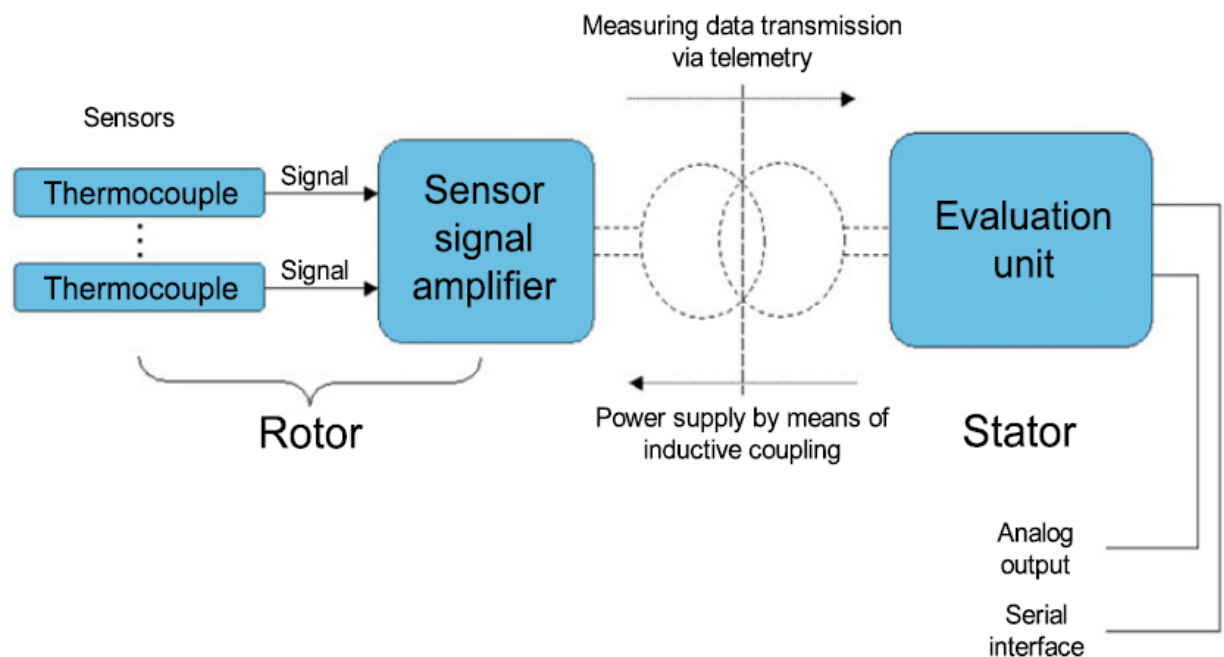 Measuring data transmission
via telemetry
Sensors
Thermocouple
Signal
Thermocouple
Signal
Sensor
signal
amplifier
Evaluation
unit
Rotor
Power supply by means of
inductive coupling
Stator
Analog
output
Serial
interface